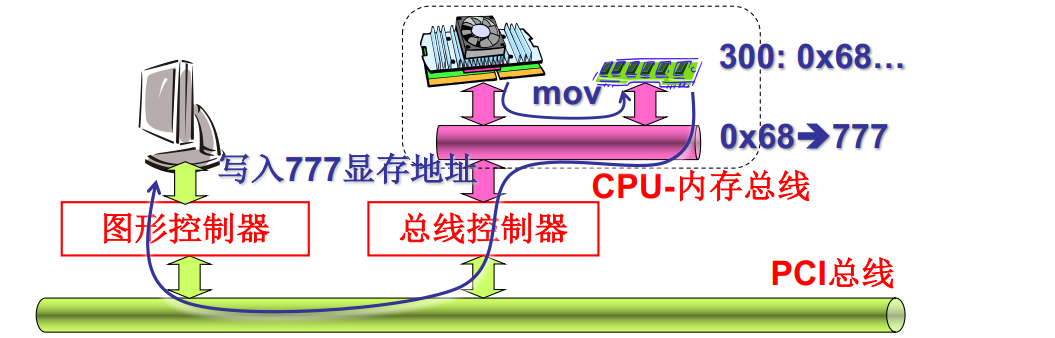 300: 0x68...
mov
0x68➔777
写入777显存地址
CPU-内存总线
图形控制器
总线控制器
PCI总线